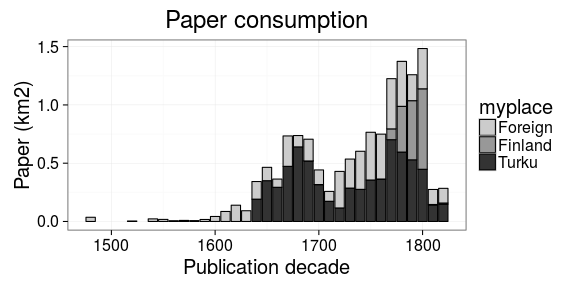 Paper consumption
1.5
1.0
0.5
0.0
Paper (km2)
1500
1600
1700
1800
Publication decade
myplace
Foreign
Finland
Turku